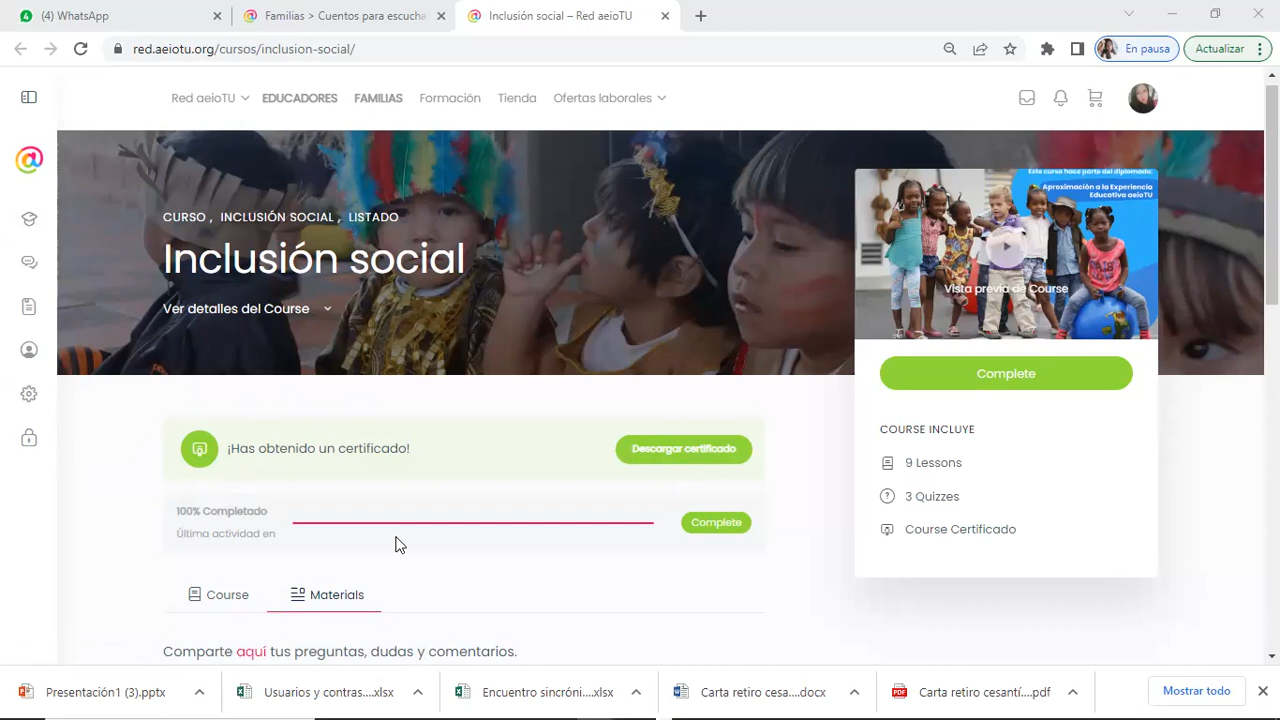 (4) WhatsApp
Familias > Cuentos para escucha
Inclusión social – Red aeioTU
red.aeiotu.org/cursos/inclusion-social/
En pausa
Actualizar
Red aeioTU
EDUCADORES
FAMILIAS
Formación
Tienda
Ofertas laborales
CURSO , INCLUSIÓN SOCIAL , LISTADO
Inclusión social
Ver detalles del Course
Este curso hace parte del diplomado:
Aproximación a la Experiencia
Educativa aeioTU
Vista previa de Course
Complete
COURSE INCLUYE
9 Lessons
3 Quizzes
Course Certificado
¡Has obtenido un certificado!
Descargar certificado
100% Completado
Última actividad en
Complete
Course
Materials
Comparte aquí tus preguntas, dudas y comentarios.
Presentación1 (3).pptx
Usuarios y contras....xlsx
Encuentro sincróni....xlsx
Carta retiro cesa....docx
Carta retiro cesantí....pdf
Mostrar todo